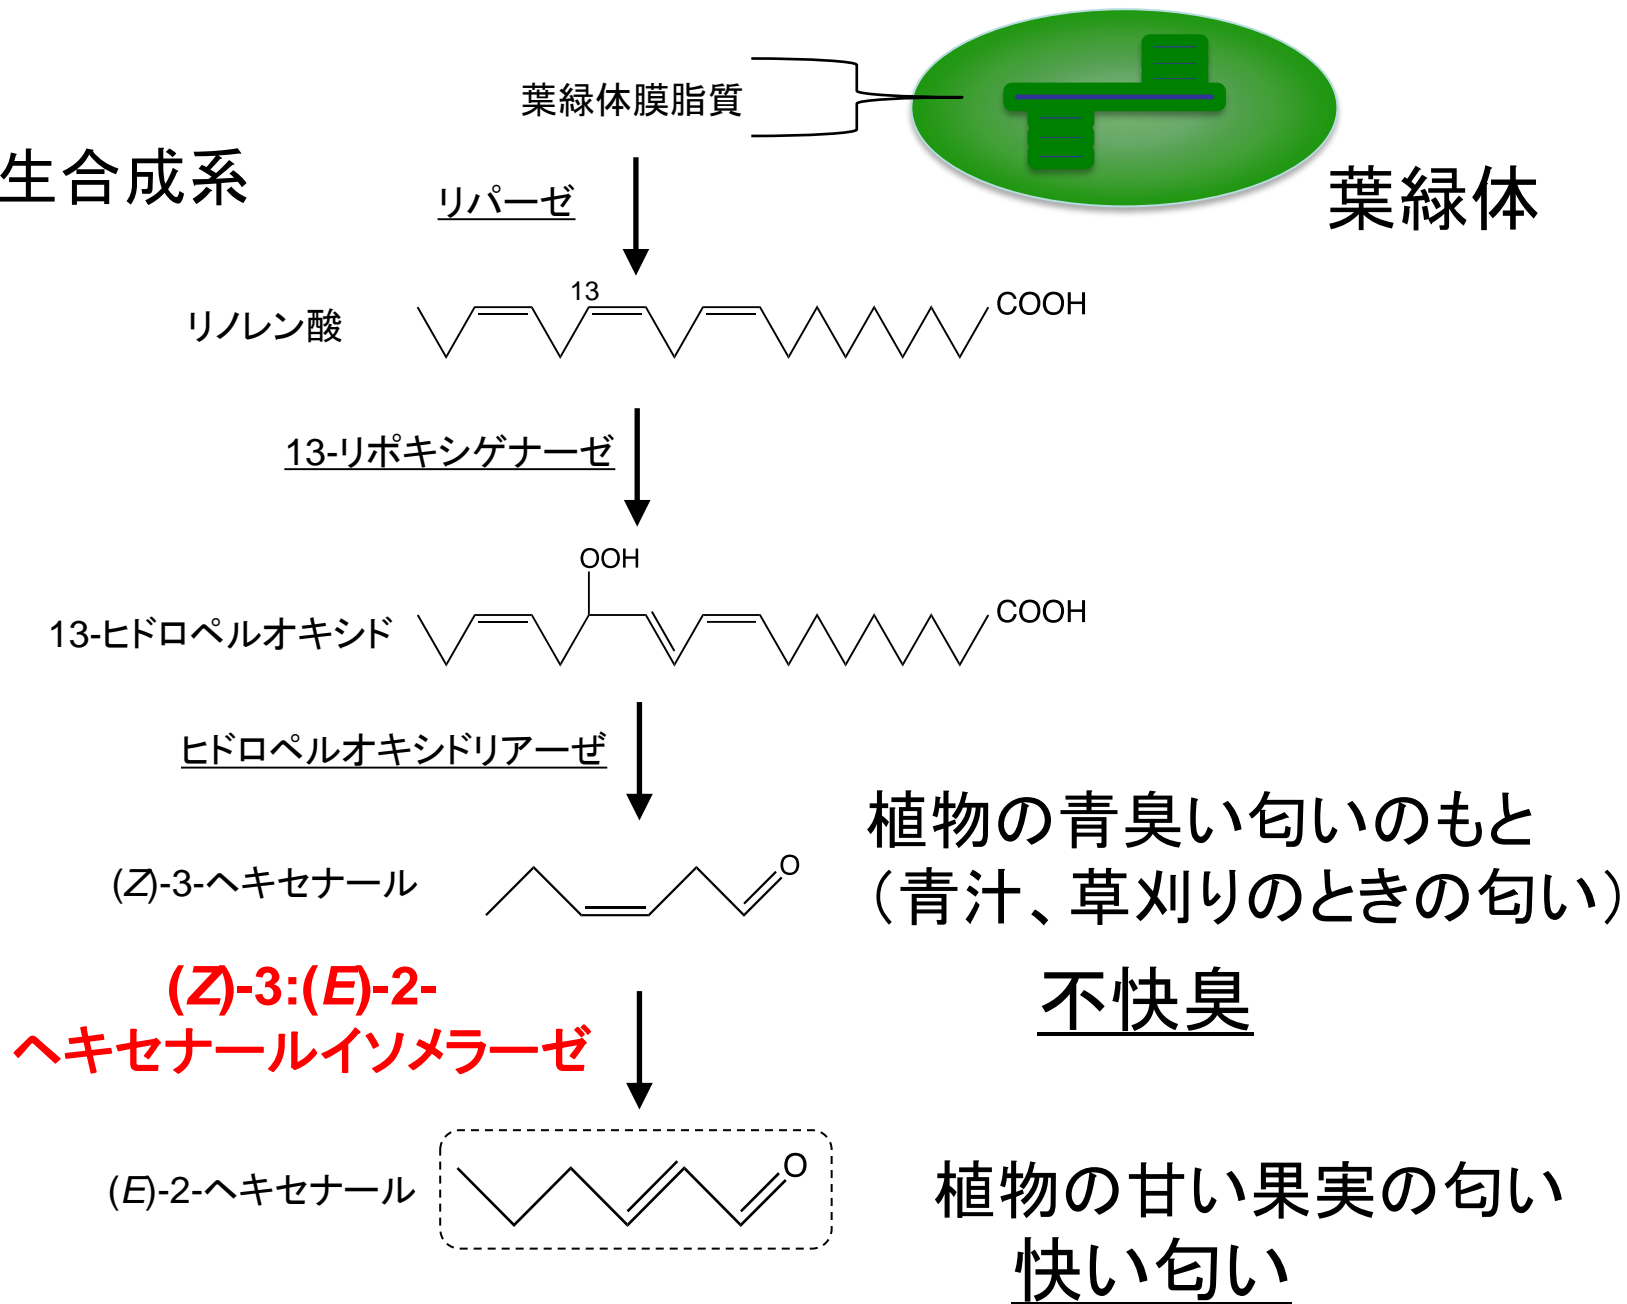 葉緑体膜脂質
生合成系
葉緑体
リパーゼ
13
リノレン酸
COOH
13-リポキシゲナーゼ
OOH
13-ヒドロペルオキシド
COOH
ヒドロペルオキシドリアーぜ
植物の青臭い匂いのもと
(Z)-3-ヘキセナール
O
（青汁、草刈りのときの匂い）
(Z)-3:(E)-2-
ヘキセナールイソメラーゼ
不快臭
O
(E)-2-ヘキセナール
植物の甘い果実の匂い
快い匂い